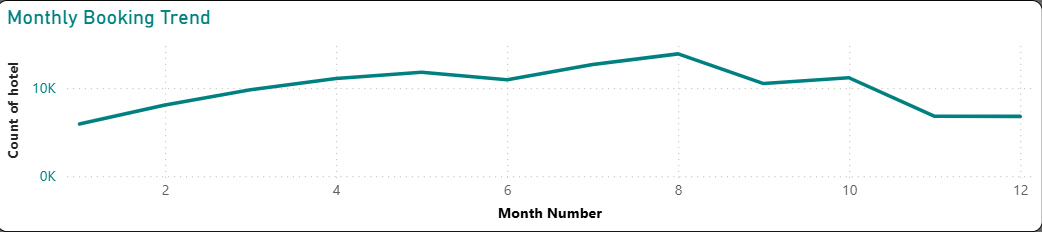 Monthly Booking Trend
Count of hotel
10K
0K
2 4 6 8 10 12
Month Number